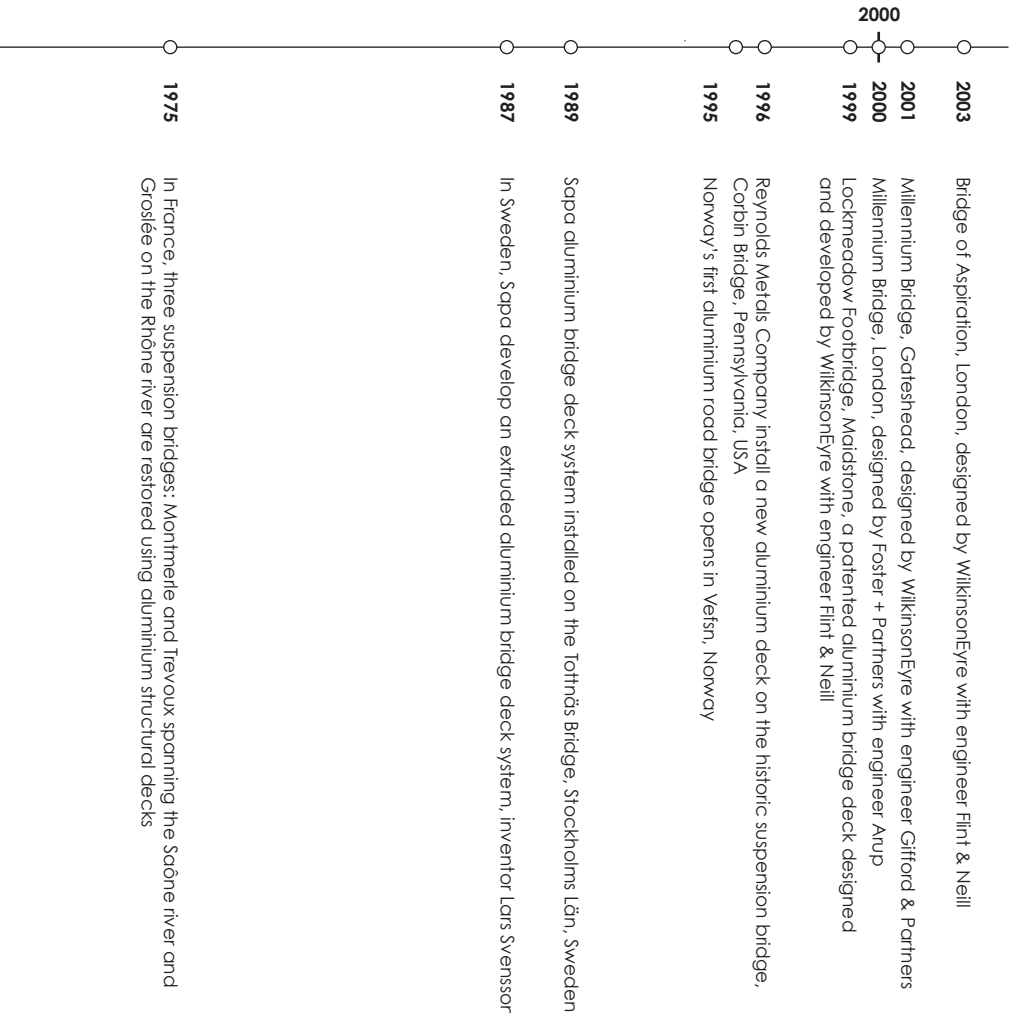 2000
2003 Bridge of Aspiration, London, designed by WilkinsonEyre with engineer Flint & Neill
2001 Millennium Bridge, Gateshead, designed by WilkinsonEyre with engineer Gifford & Partners
2000 Millennium Bridge, London, designed by Foster + Partners with engineer Arup
1999 Lockmeadow Footbridge, Maidstone, a patented aluminium bridge deck designed
and developed by WilkinsonEyre with engineer Flint & Neill
1996 Reynolds Metals Company install a new aluminium deck on the historic suspension bridge,
Corbin Bridge, Pennsylvania, USA
1995 Norway's first aluminium road bridge opens in Vefsn, Norway
1989 Sapa aluminium bridge deck system installed on the Tottnäs Bridge, Stockholms Län, Sweden
1987 In Sweden, Sapa develop an extruded aluminium bridge deck system, inventor Lars Svensson
1975 In France, three suspension bridges: Montmerle and Trevoux spanning the Saône river and
Groslée on the Rhône river are restored using aluminium structural decks